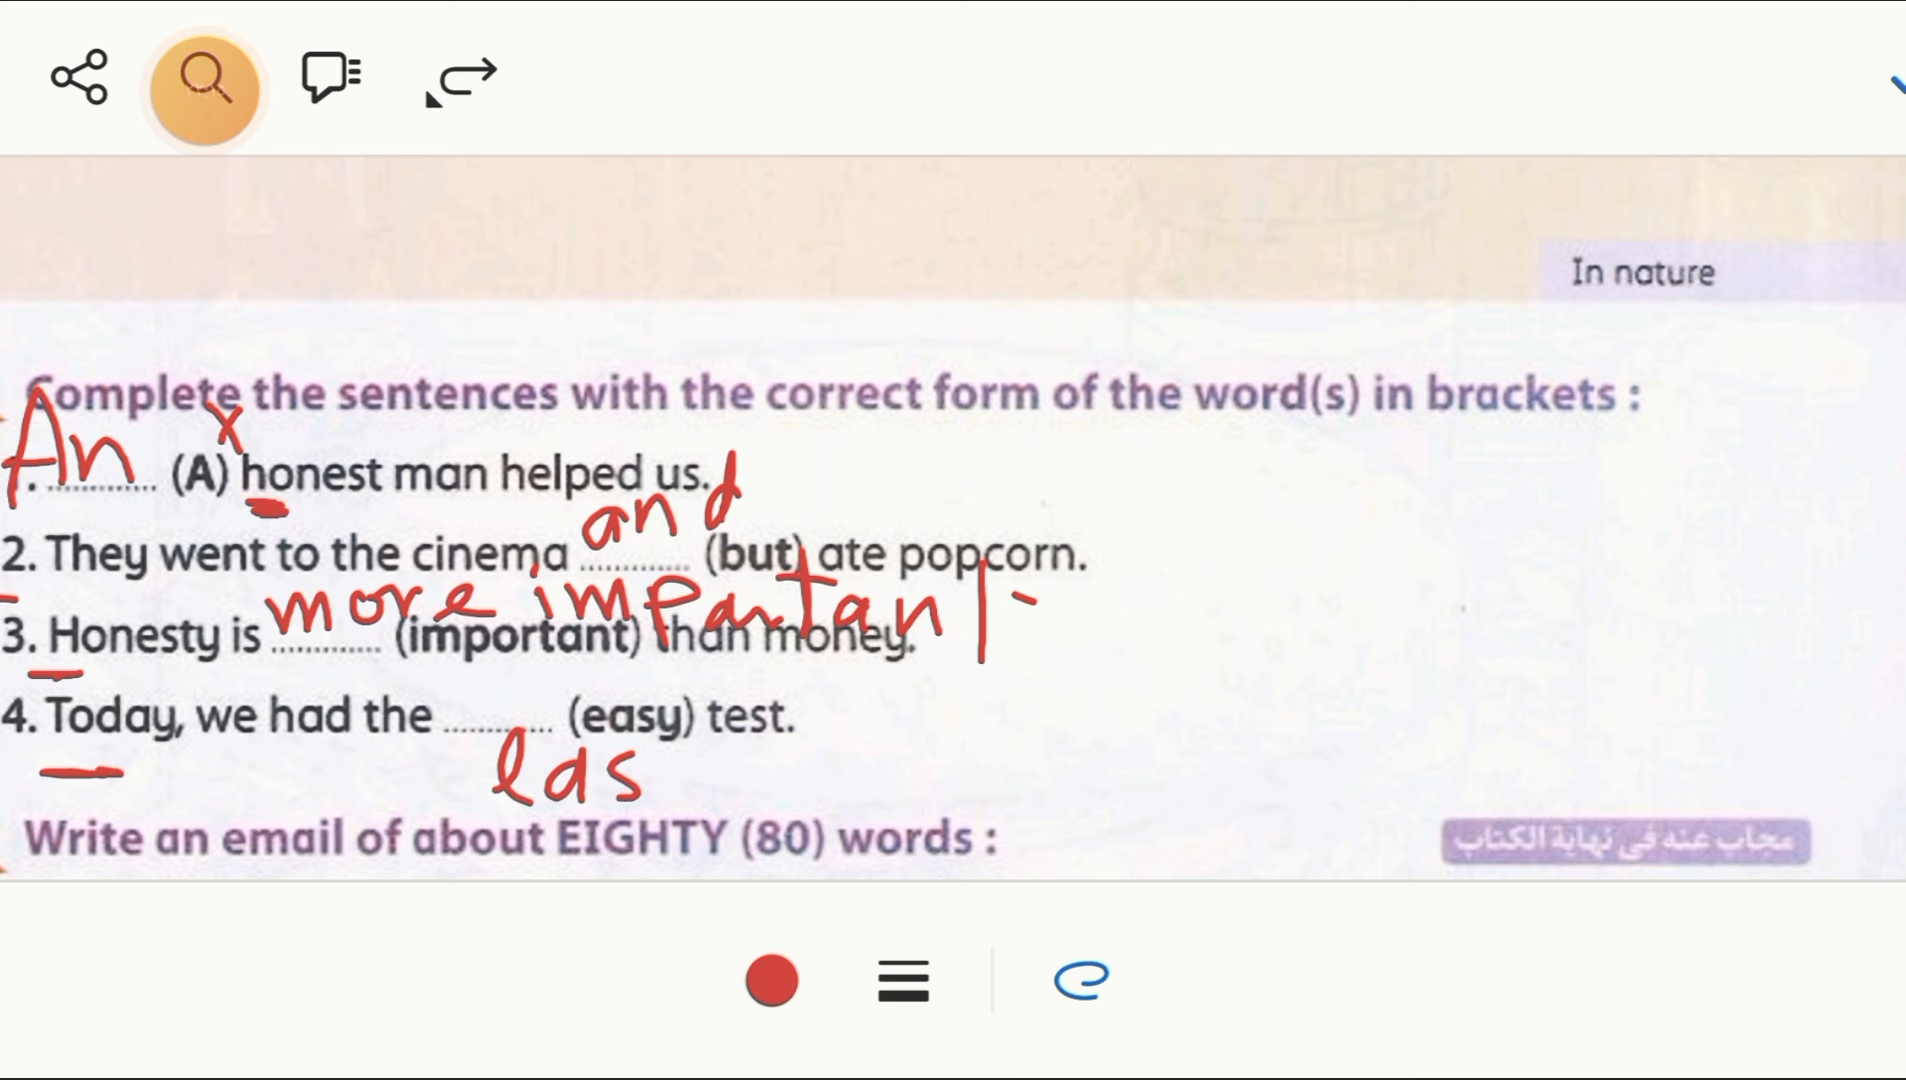 In nature
Complete the sentences with the correct form of the word(s) in brackets :
An x
1. ............ (A) honest man helped us.
and
2. They went to the cinema ............ (but) ate popcorn.
more important
3. Honesty is ............ (important) than money.
4. Today, we had the ............ (easy) test.
eas
Write an email of about EIGHTY (80) words :
مجاب عنه فى نهاية الكتاب